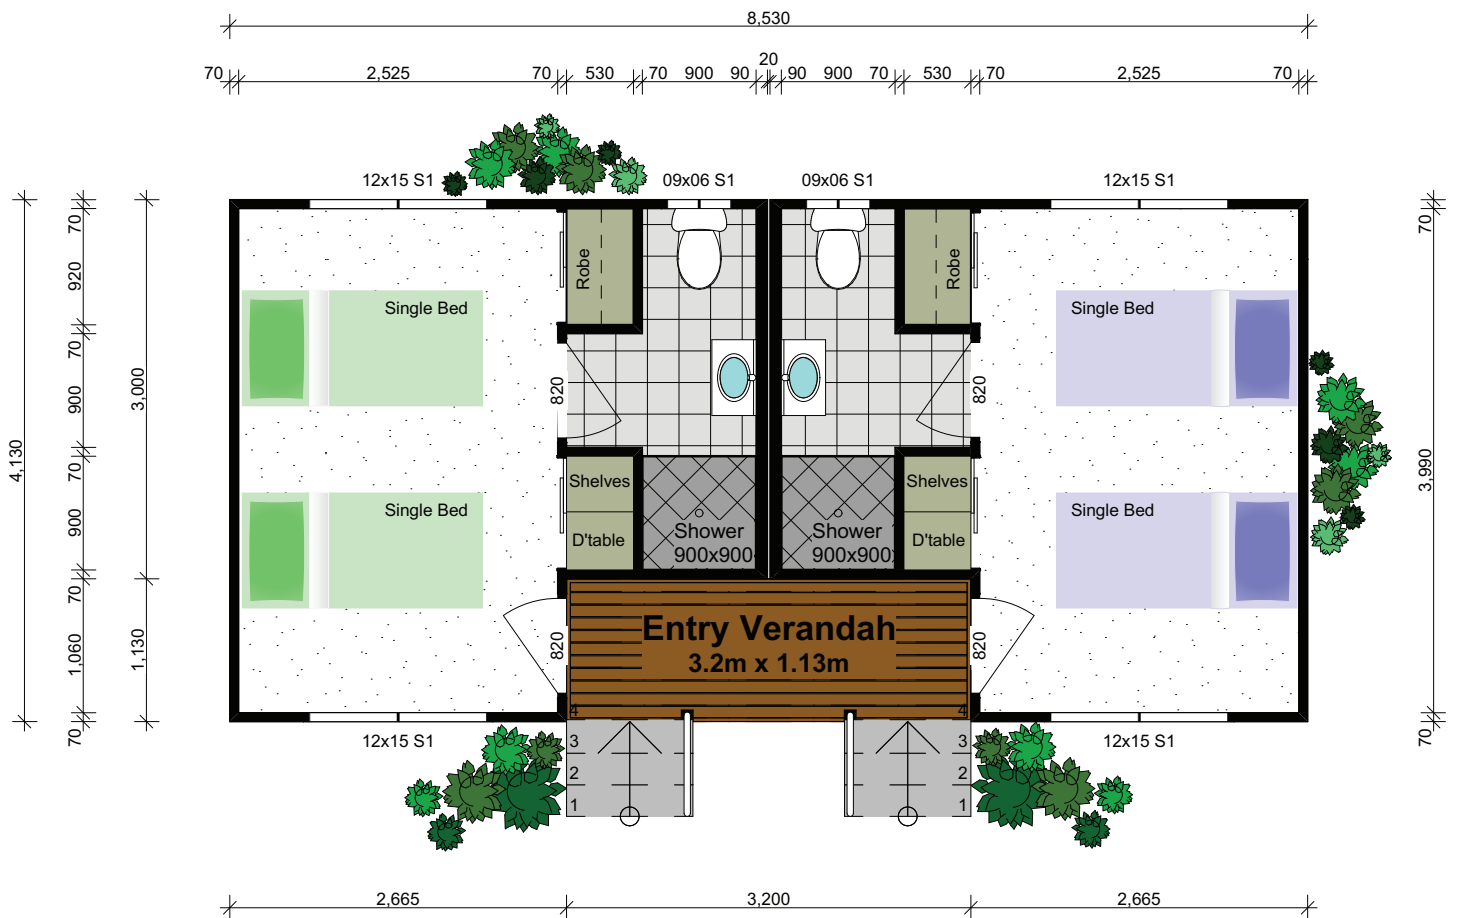 8,530
20
70 2,525 70 530 70 900 90 90 900 70 530 70 2,525 70
12x15 S1 09x06 S1 09x06 S1 12x15 S1
70
920
70
900
70
900
70
1,060
70
4,130
3,000
1,130
70
3,990
70
Robe
Robe
Single Bed
Single Bed
820
820
Single Bed
Single Bed
Shelves
D'table
Shower
900x900
Shower
900x900
Shelves
D'table
Entry Verandah
3.2m x 1.13m
820
820
4
3
2
1
4
3
2
1
12x15 S1 12x15 S1
2,665 3,200 2,665